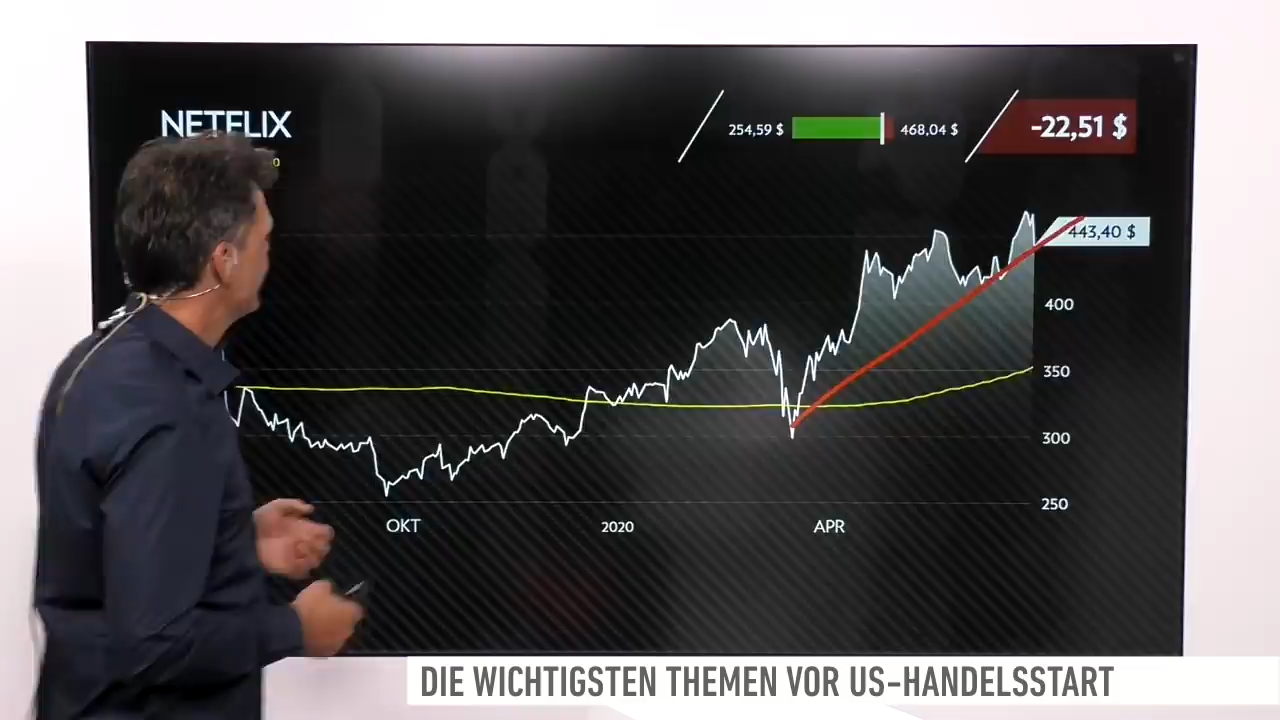 NETFLIX
254,59 $
468,04 $
-22,51 $
0
443,40 $
400
350
300
250
OKT
2020
APR
DIE WICHTIGSTEN THEMEN VOR US-HANDELSSTART